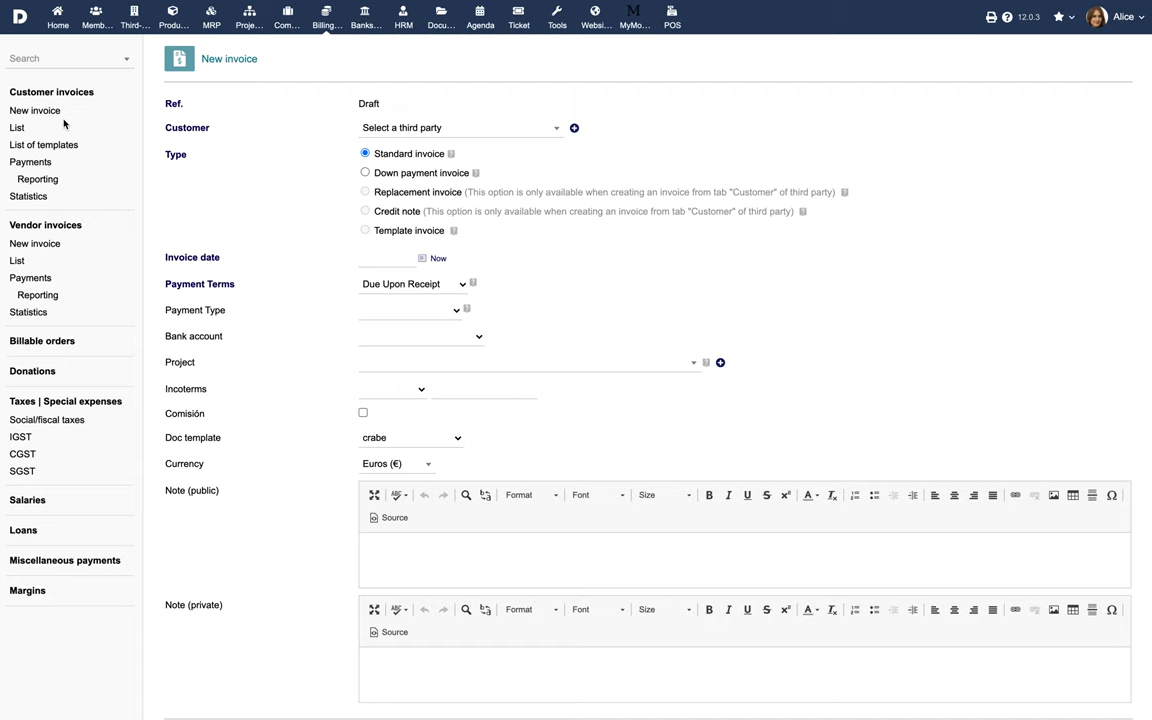 D Home Memb... Third-... Produ... MRP Proje... Com... Billing... Banks... HRM Docu... Agenda Ticket Tools Websi... MyMo... POS 12.0.3 Alice
Search
Customer invoices
New invoice
List
List of templates
Payments
Reporting
Statistics
Vendor invoices
New invoice
List
Payments
Reporting
Statistics
Billable orders
Donations
Taxes | Special expenses
Social/fiscal taxes
IGST
CGST
SGST
Salaries
Loans
Miscellaneous payments
Margins
New invoice
Ref. Draft
Customer Select a third party
Type Standard invoice
Down payment invoice
Replacement invoice (This option is only available when creating an invoice from tab "Customer" of third party)
Credit note (This option is only available when creating an invoice from tab "Customer" of third party)
Template invoice
Invoice date Now
Payment Terms Due Upon Receipt
Payment Type
Bank account
Project
Incoterms
Comisión
Doc template crabe
Currency Euros (€)
Note (public) Format Font Size B I U S
Source
Note (private) Format Font Size B I U S
Source